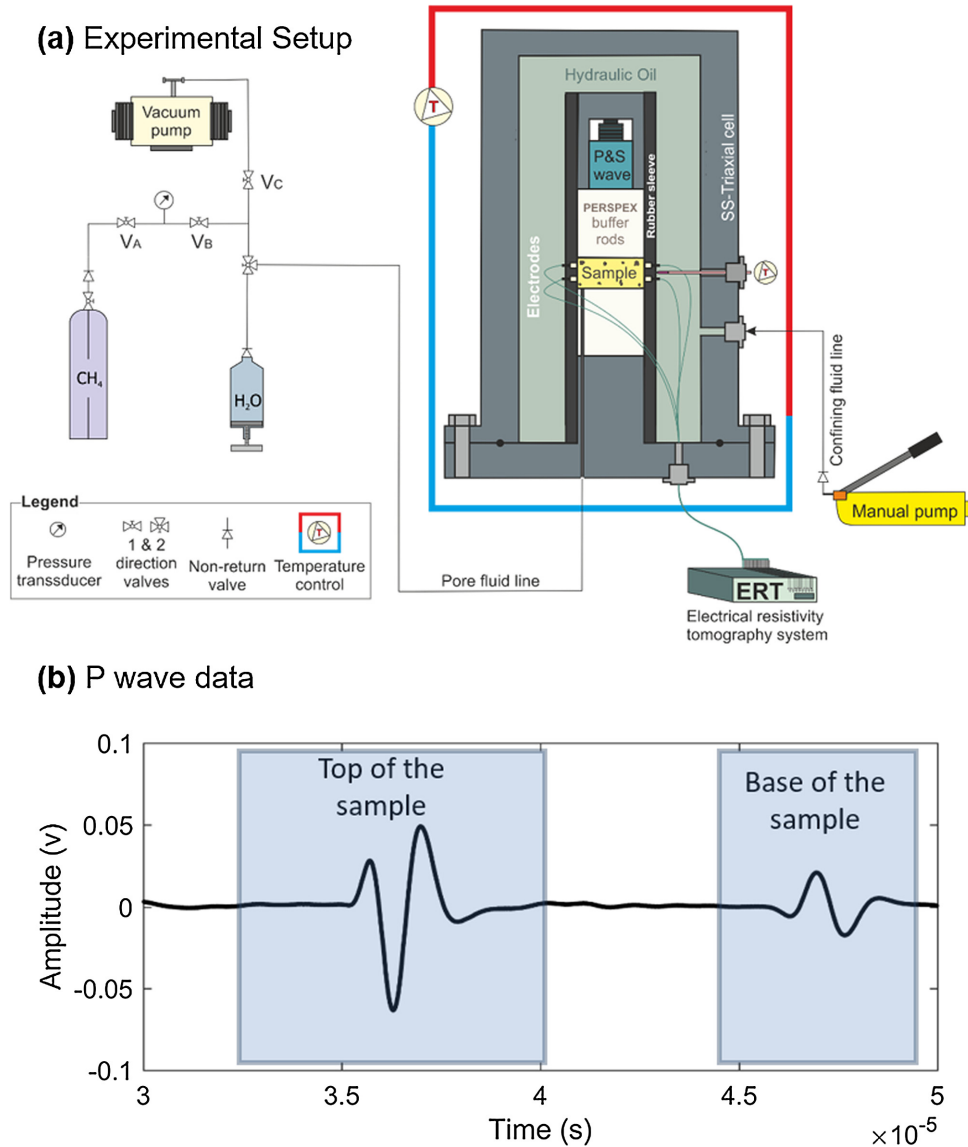 (a) Experimental Setup
Vacuum
pump
VC
VA
VB
CH4
H2O
T
Hydraulic Oil
P&S
wave
PERSPEX
buffer
rods
Sample
Electrodes
Rubber sleeve
SS-Triaxial cell
T
Confining fluid line
Manual pump
Pore fluid line
ERT
Electrical resistivity
tomography system
Legend
Pressure
transsducer
1 & 2
direction
valves
Non-return
valve
T
Temperature
control
(b) P wave data
Top of the
sample
Base of the
sample
Amplitude (v)
0.1
0.05
0
-0.05
-0.1
3 3.5 4 4.5 5
Time (s)
×10-5